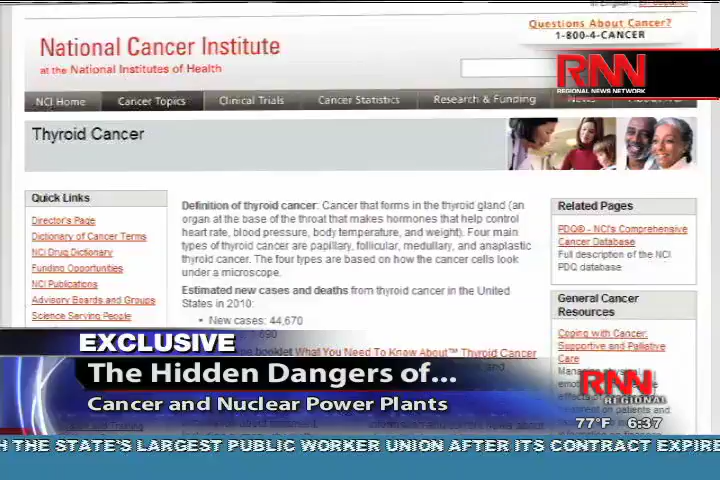 Questions About Cancer?
1-800-4-CANCER
National Cancer Institute
at the National Institutes of Health
RNN
REGIONAL NEWS NETWORK
NCI Home Cancer Topics Clinical Trials Cancer Statistics Research & Funding News
Thyroid Cancer
Quick Links
Director's Page
Dictionary of Cancer Terms
NCI Drug Dictionary
Funding Opportunities
NCI Publications
Advisory Boards and Groups
Science Serving People
Definition of thyroid cancer: Cancer that forms in the thyroid gland (an
organ at the base of the throat that makes hormones that help control
heart rate, blood pressure, body temperature, and weight). Four main
types of thyroid cancer are papillary, follicular, medullary, and anaplastic
thyroid cancer. The four types are based on how the cancer cells look
under a microscope.
Estimated new cases and deaths from thyroid cancer in the United
States in 2010:
• New cases: 44,670
booklet What You Need To Know About™ Thyroid Cancer
and
Related Pages
PDQ® - NCI's Comprehensive
Cancer Database
Full description of the NCI
PDQ database
General Cancer
Resources
Coping with Cancer:
Supportive and Palliative
Care
EXCLUSIVE
The Hidden Dangers of...
Cancer and Nuclear Power Plants
RNN
REGIONAL
77°F 6:37
THE STATE'S LARGEST PUBLIC WORKER UNION AFTER ITS CONTRACT EXPIRE